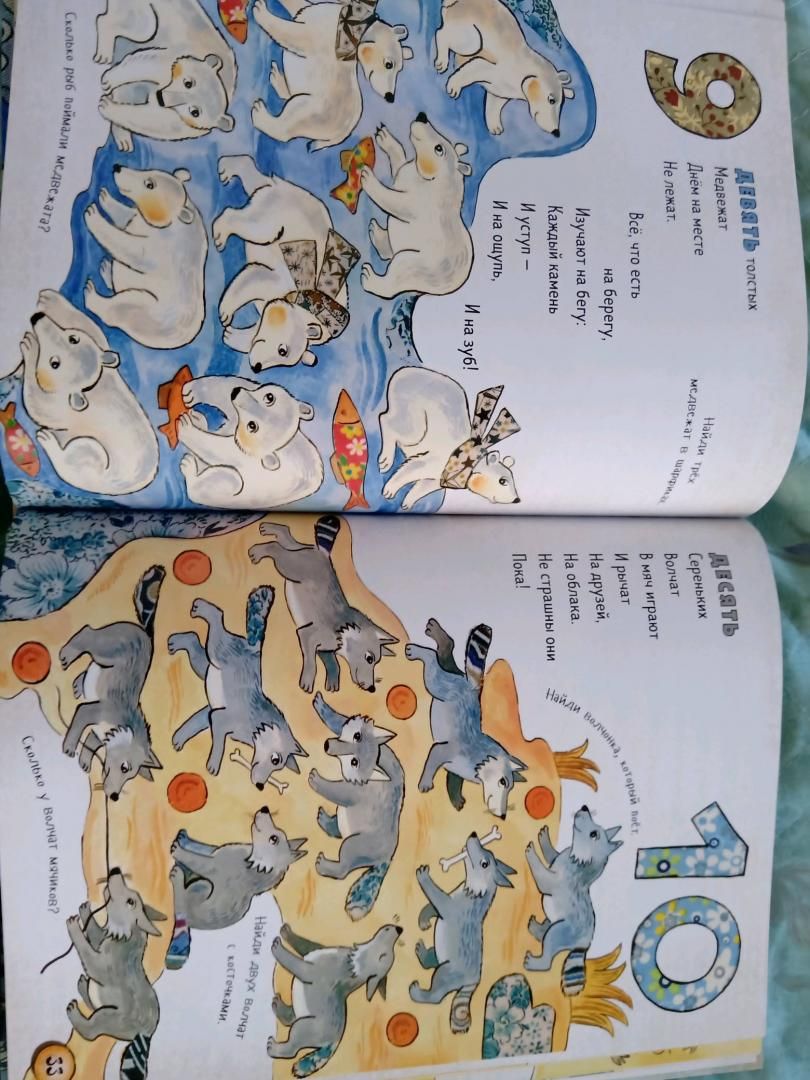 9
ДЕВЯТЬ толстых
Медвежат
Днём на месте
Не лежат.
Всё, что есть
на берегу,
Изучают на бегу:
Каждый камень
И уступ –
И на ощупь,
И на зуб!
Найди трёх
медвежат в шарфиках.
Сколько рыб поймали медвежата?
10
ДЕСЯТЬ
Сереньких
Волчат
В мяч играют
И рычат
На друзей,
На облака.
Не страшны они
Пока!
Найди волчонка, который поёт.
Найди двух волчат
с косточками.
Сколько у волчат мячиков?
33